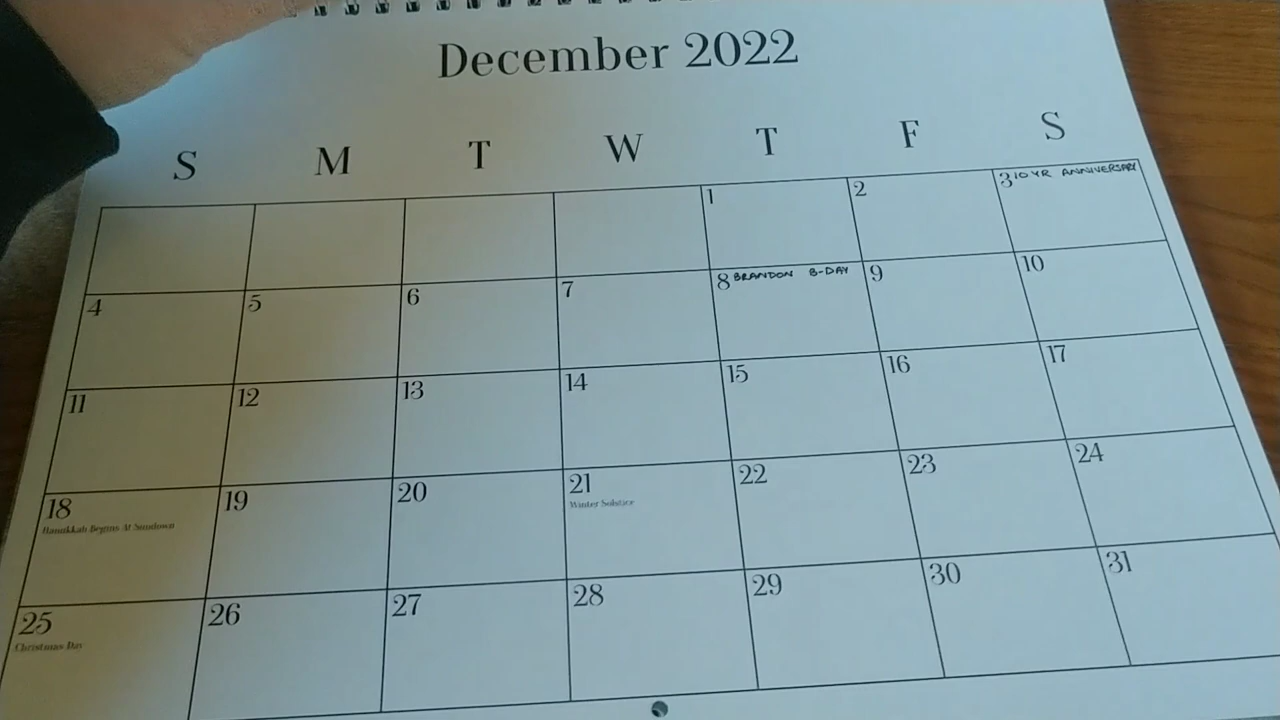 December 2022
S M T W T F S
1 2 3 10 YR ANNIVERSARY
4 5 6 7 8 BRANDON B-DAY 9 10
11 12 13 14 15 16 17
18 19 20 21 22 23 24
Hanukkah Begins At Sundown Winter Solstice
25 26 27 28 29 30 31
Christmas Day